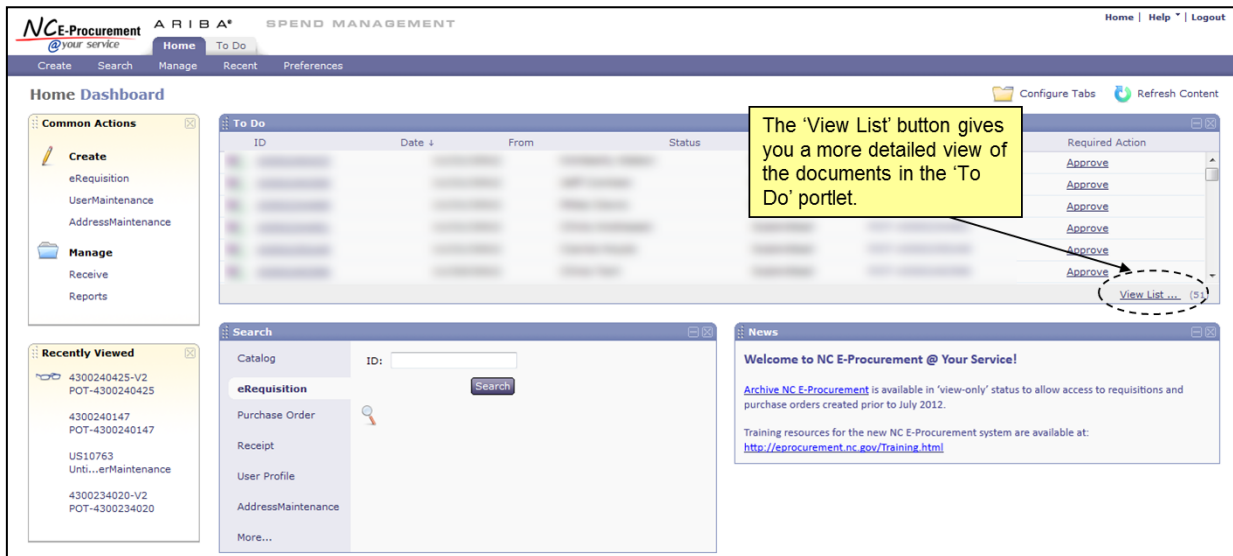 NCE-Procurement
@your service
ARIBA® SPEND MANAGEMENT
Home | Help | Logout
Home To Do
Create Search Manage Recent Preferences
Home Dashboard
Configure Tabs Refresh Content
Common Actions
Create
eRequisition
UserMaintenance
AddressMaintenance
Manage
Receive
Reports
Recently Viewed
4300240425-V2
POT-4300240425
4300240147
POT-4300240147
US10763
Unti...erMaintenance
4300234020-V2
POT-4300234020
To Do
ID Date ↓ From Status Required Action
Approve
Approve
Approve
Approve
Approve
Approve
View List ... (51)
The ‘View List’ button gives
you a more detailed view of
the documents in the ‘To
Do’ portlet.
Search
Catalog
eRequisition
Purchase Order
Receipt
User Profile
AddressMaintenance
More...
ID:
Search
News
Welcome to NC E-Procurement @ Your Service!
Archive NC E-Procurement is available in ‘view-only’ status to allow access to requisitions and
purchase orders created prior to July 2012.
Training resources for the new NC E-Procurement system are available at:
http://eprocurement.nc.gov/Training.html